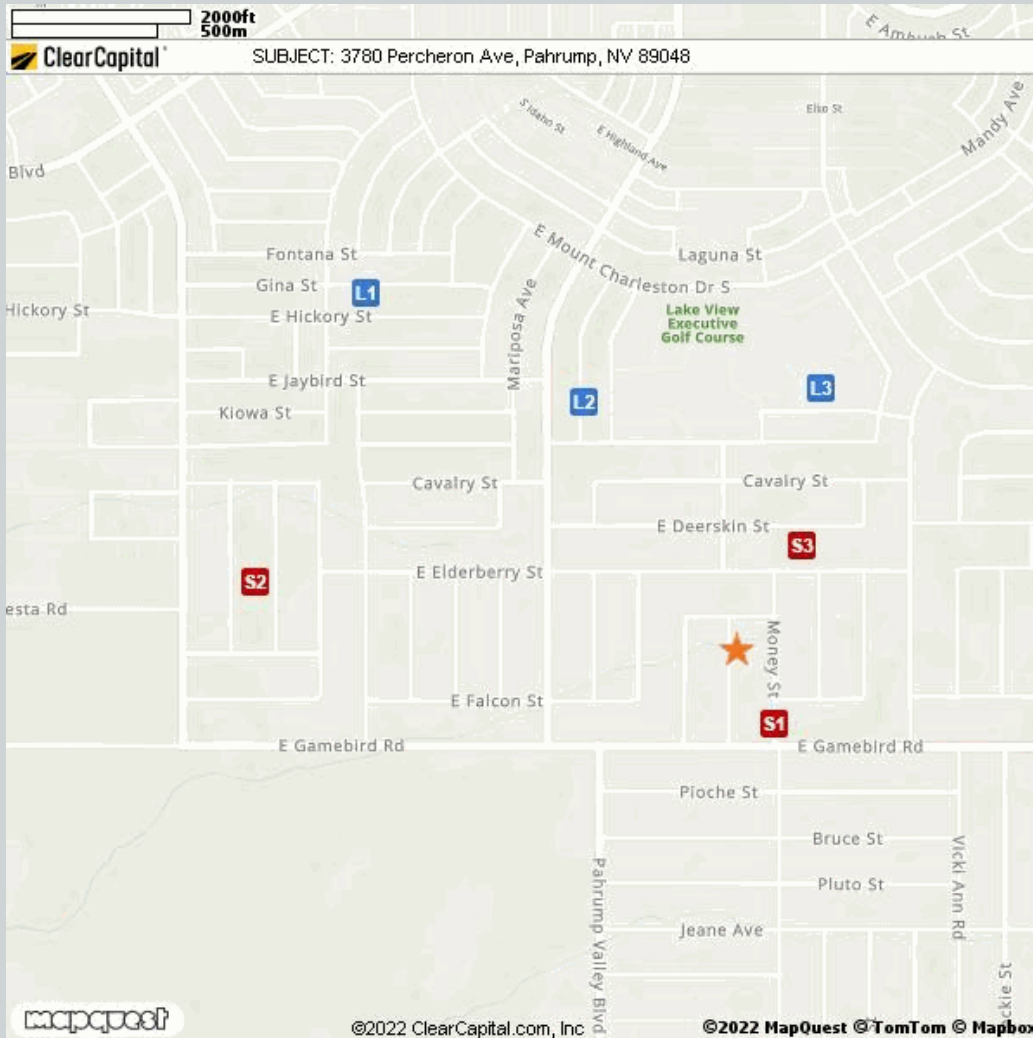 2000ft
500m
E Ambush St
ClearCapital
SUBJECT: 3780 Percheron Ave, Pahrump, NV 89048
S Idaho St
E Highland Ave
Elko St
Mandy Ave
Blvd
Fontana St
E Mount Charleston Dr S
Laguna St
Gina St
L1
Hickory St
E Hickory St
Mariposa Ave
Lake View
Executive
Golf Course
E Jaybird St
L2
L3
Kiowa St
Cavalry St
Cavalry St
E Deerskin St
S3
S2
E Elderberry St
esta Rd
Money St
E Falcon St
S1
E Gamebird Rd
E Gamebird Rd
Pioche St
Bruce St
Pluto St
Vicki Ann Rd
Pahrump Valley Blvd
Jeane Ave
ckie St
St
mapquest
©2022 ClearCapital.com, Inc
©2022 MapQuest © TomTom © Mapbox